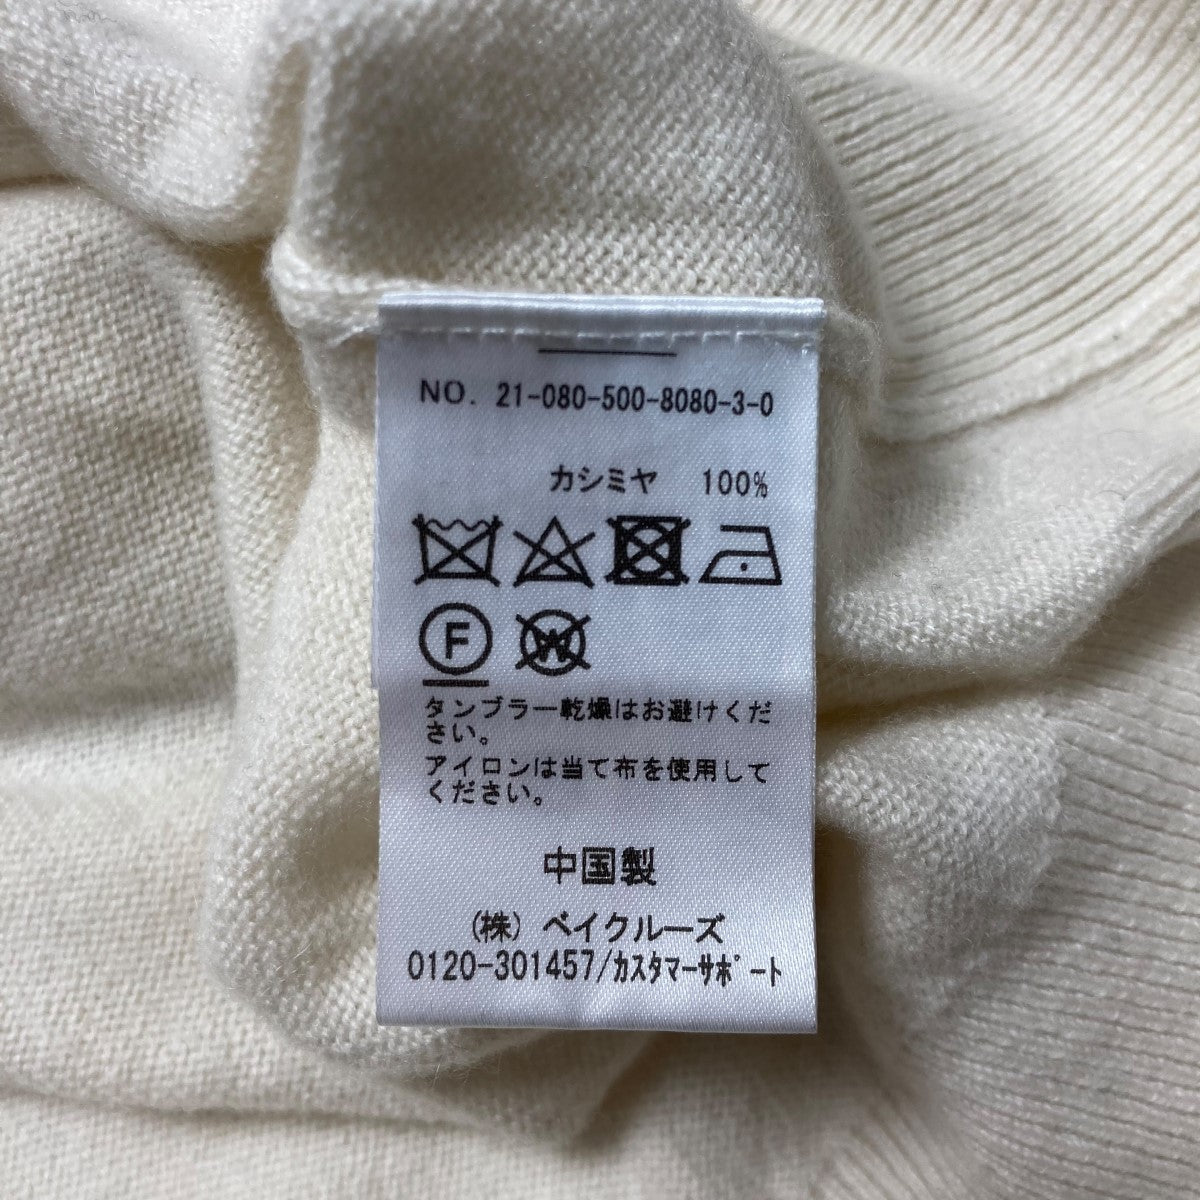 NO. 21-080-500-8080-3-0
カシミヤ 100%
F W
タンブラー乾燥はお避けくだ
さい。
アイロンは当て布を使用して
ください。
中国製
(株) ベイクルーズ
0120-301457/ｶｽﾀﾏｰｻﾎﾟｰﾄ